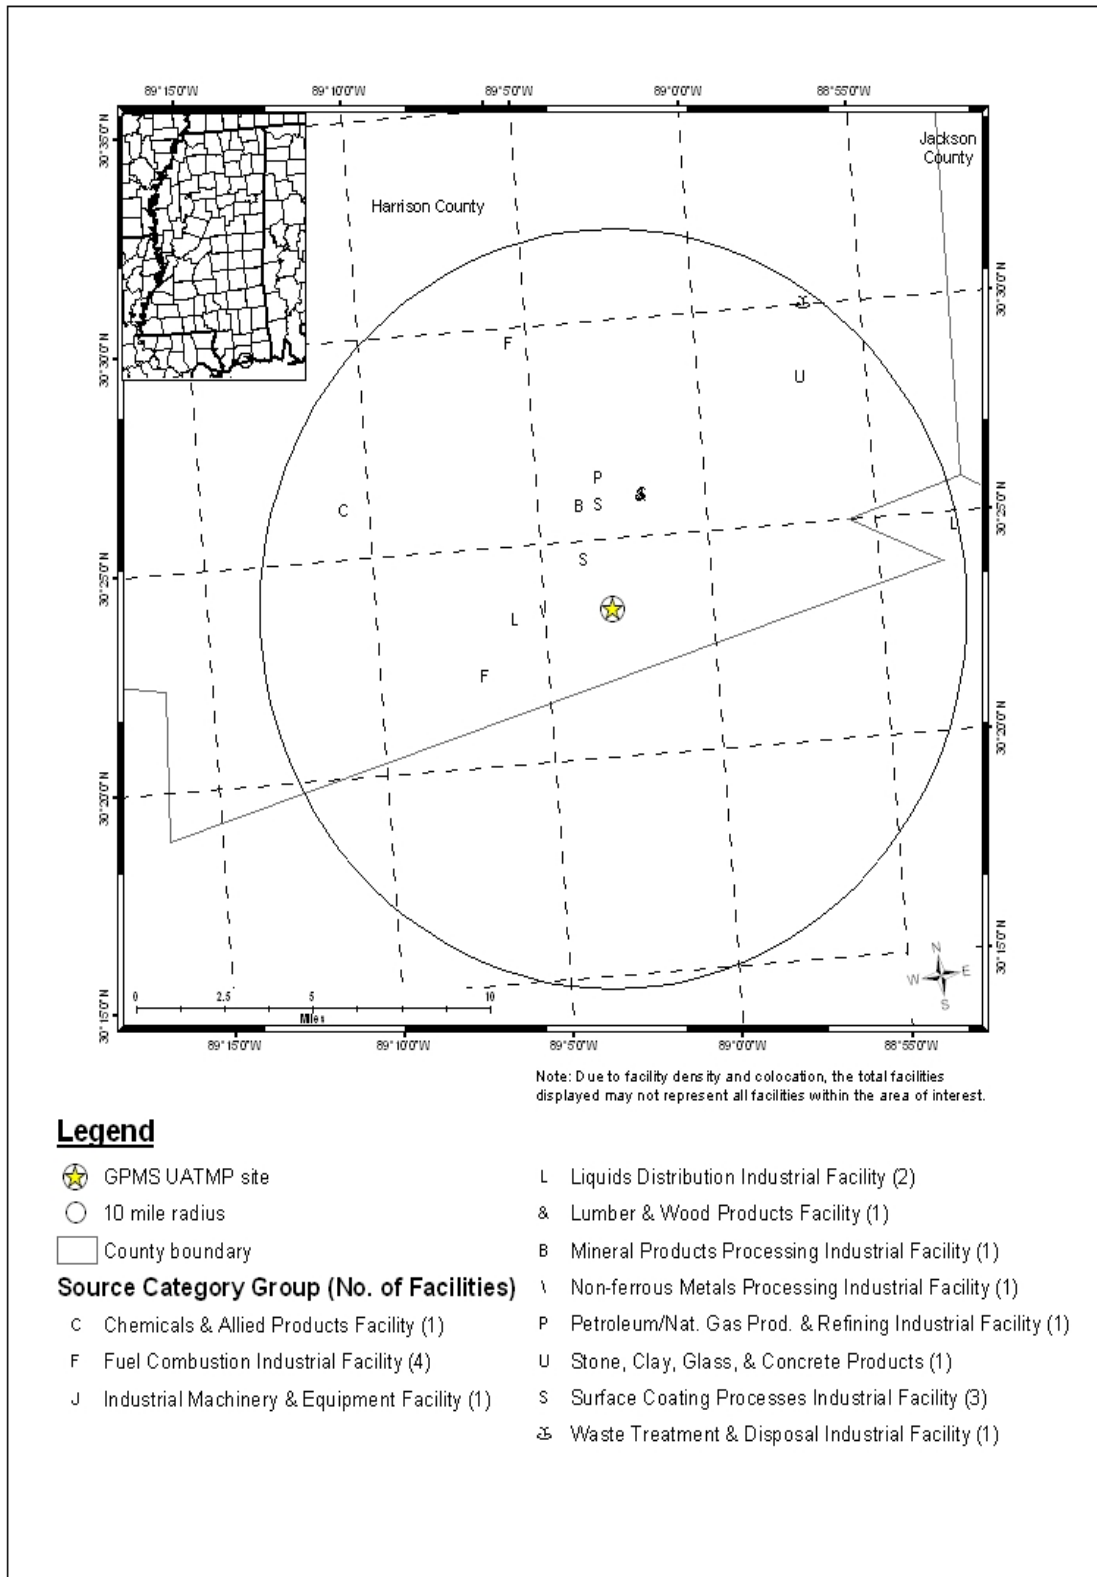 89°15'0"W 89°10'0"W 89°5'0"W 89°0'0"W 88°55'0"W
30°35'0"N
Jackson
County
Harrison County
30°30'0"N
30°30'0"N
F
U
P
C
B S
30°25'0"N
L
S
30°25'0"N
L
F
30°20'0"N
30°20'0"N
30°15'0"N
N
W E
S
0 2.5 5 10
Miles
30°15'0"N
89°15'0"W 89°10'0"W 89°5'0"W 89°0'0"W 88°55'0"W
Note: Due to facility density and colocation, the total facilities
displayed may not represent all facilities within the area of interest.
Legend
GPMS UATMP site
10 mile radius
County boundary
Source Category Group (No. of Facilities)
C Chemicals & Allied Products Facility (1)
F Fuel Combustion Industrial Facility (4)
J Industrial Machinery & Equipment Facility (1)
L Liquids Distribution Industrial Facility (2)
& Lumber & Wood Products Facility (1)
B Mineral Products Processing Industrial Facility (1)
\ Non-ferrous Metals Processing Industrial Facility (1)
P Petroleum/Nat. Gas Prod. & Refining Industrial Facility (1)
U Stone, Clay, Glass, & Concrete Products (1)
S Surface Coating Processes Industrial Facility (3)
Waste Treatment & Disposal Industrial Facility (1)